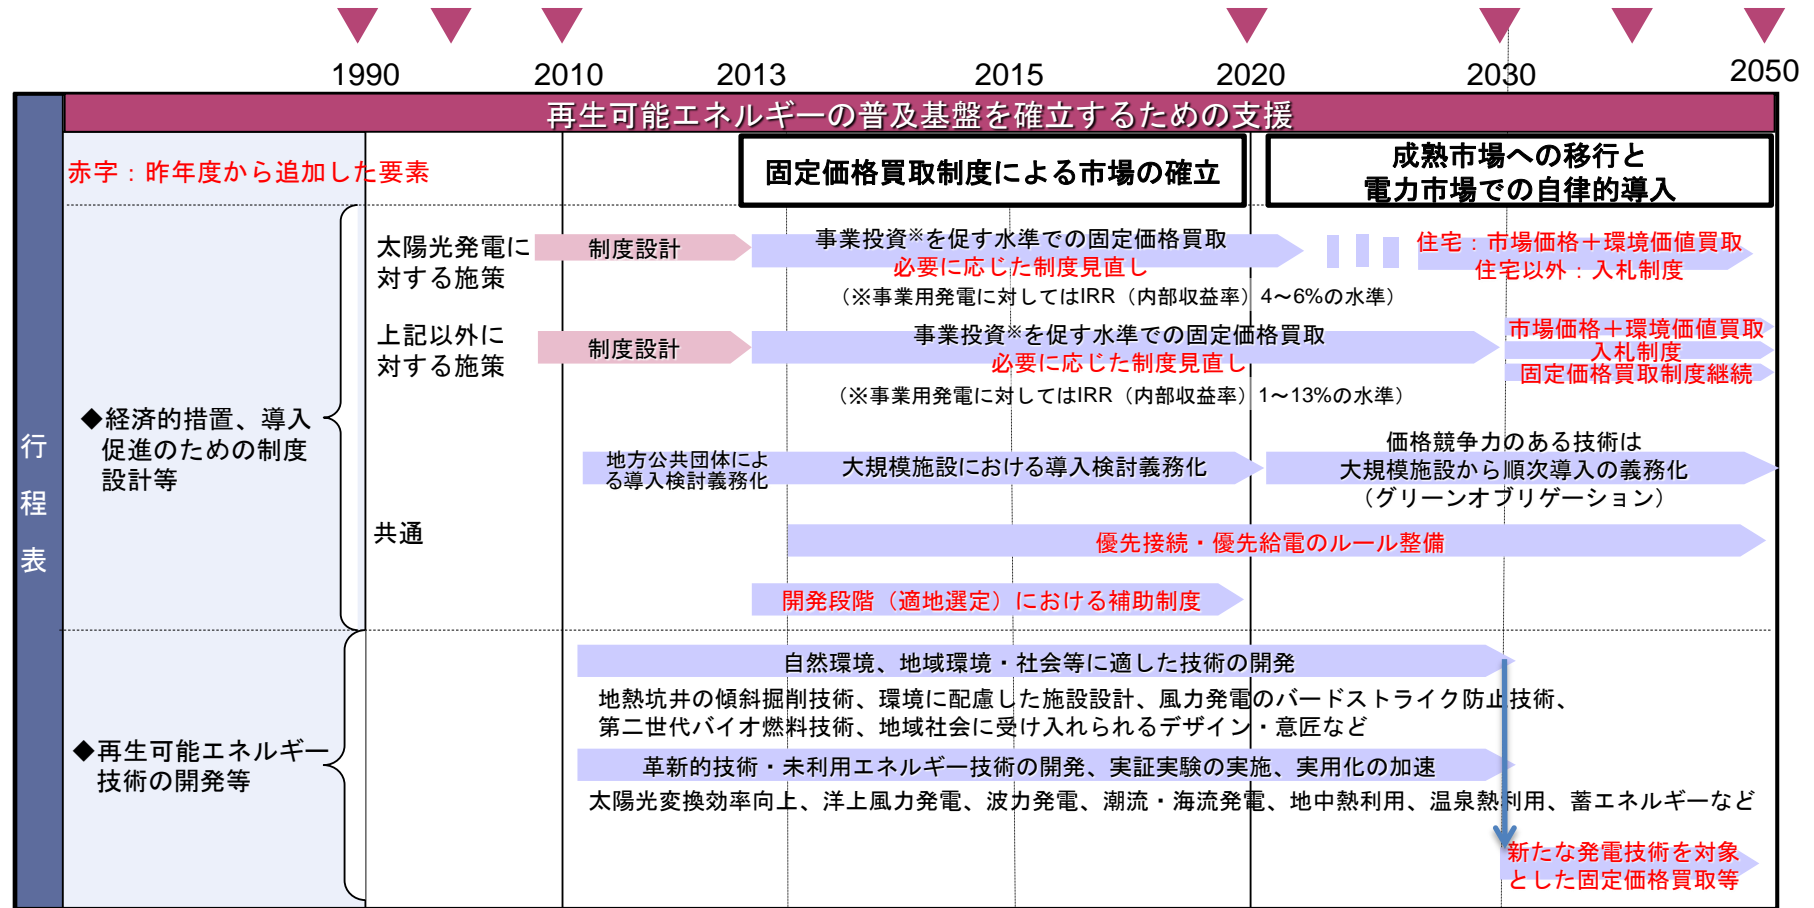 1990 2010 2013 2015 2020 2030 2050
再生可能エネルギーの普及基盤を確立するための支援
赤字：昨年度から追加した要素
固定価格買取制度による市場の確立
成熟市場への移行と
電力市場での自律的導入
行程表
◆経済的措置、導入
促進のための制度
設計等
太陽光発電に
対する施策
制度設計
事業投資※を促す水準での固定価格買取
必要に応じた制度見直し
（※事業用発電に対してはIRR（内部収益率）4～6%の水準）
住宅：市場価格＋環境価値買取
住宅以外：入札制度
上記以外に
対する施策
制度設計
事業投資※を促す水準での固定価格買取
必要に応じた制度見直し
（※事業用発電に対してはIRR（内部収益率）1～13%の水準）
市場価格＋環境価値買取
入札制度
固定価格買取制度継続
共通
地方公共団体によ
る導入検討義務化
大規模施設における導入検討義務化
価格競争力のある技術は
大規模施設から順次導入の義務化
（グリーンオブリゲーション）
優先接続・優先給電のルール整備
開発段階（適地選定）における補助制度
◆再生可能エネルギー
技術の開発等
自然環境、地域環境・社会等に適した技術の開発
地熱坑井の傾斜掘削技術、環境に配慮した施設設計、風力発電のバードストライク防止技術、
第二世代バイオ燃料技術、地域社会に受け入れられるデザイン・意匠など
革新的技術・未利用エネルギー技術の開発、実証実験の実施、実用化の加速
太陽光変換効率向上、洋上風力発電、波力発電、潮流・海流発電、地中熱利用、温泉熱利用、蓄エネルギーなど
新たな発電技術を対象
とした固定価格買取等